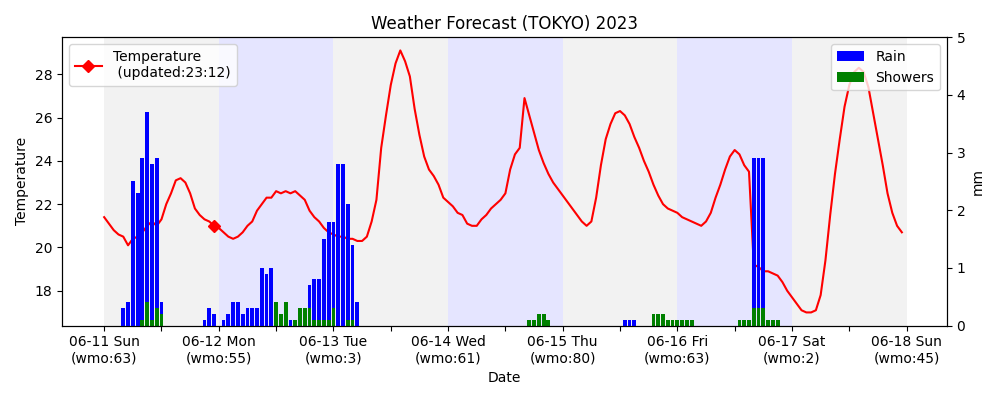 Weather Forecast (TOKYO) 2023
Temperature
(updated:23:12)
Rain
Showers
Temperature
28
26
24
22
20
18
5
4
3
2
1
0
mm
06-11 Sun
(wmo:63)
06-12 Mon
(wmo:55)
06-13 Tue
(wmo:3)
06-14 Wed
(wmo:61)
06-15 Thu
(wmo:80)
06-16 Fri
(wmo:63)
06-17 Sat
(wmo:2)
06-18 Sun
(wmo:45)
Date